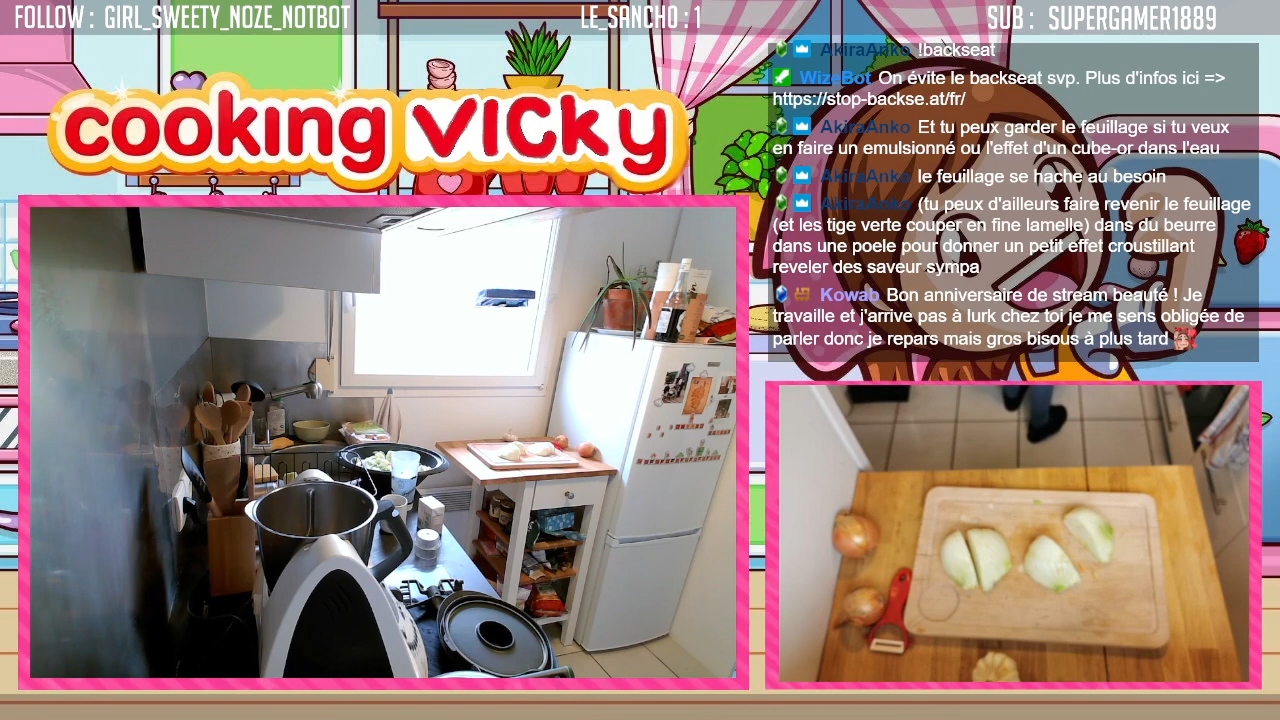 FOLLOW : GIRL_SWEETY_NOZE_NOTBOT
LE_SANCHO : 1
SUB : SUPERGAMER1889
cooking VICky
AkiraAnko !backseat
WizeBot On évite le backseat svp. Plus d'infos ici =>
https://stop-backse.at/fr/
AkiraAnko Et tu peux garder le feuillage si tu veux
en faire un emulsionné ou l'effet d'un cube-or dans l'eau
AkiraAnko le feuillage se hache au besoin
AkiraAnko (tu peux d'ailleurs faire revenir le feuillage
(et les tige verte couper en fine lamelle) dans du beurre
dans une poele pour donner un petit effet croustillant
reveler des saveur sympa
Kowab Bon anniversaire de stream beauté ! Je
travaille et j'arrive pas à lurk chez toi je me sens obligée de
parler donc je repars mais gros bisous à plus tard